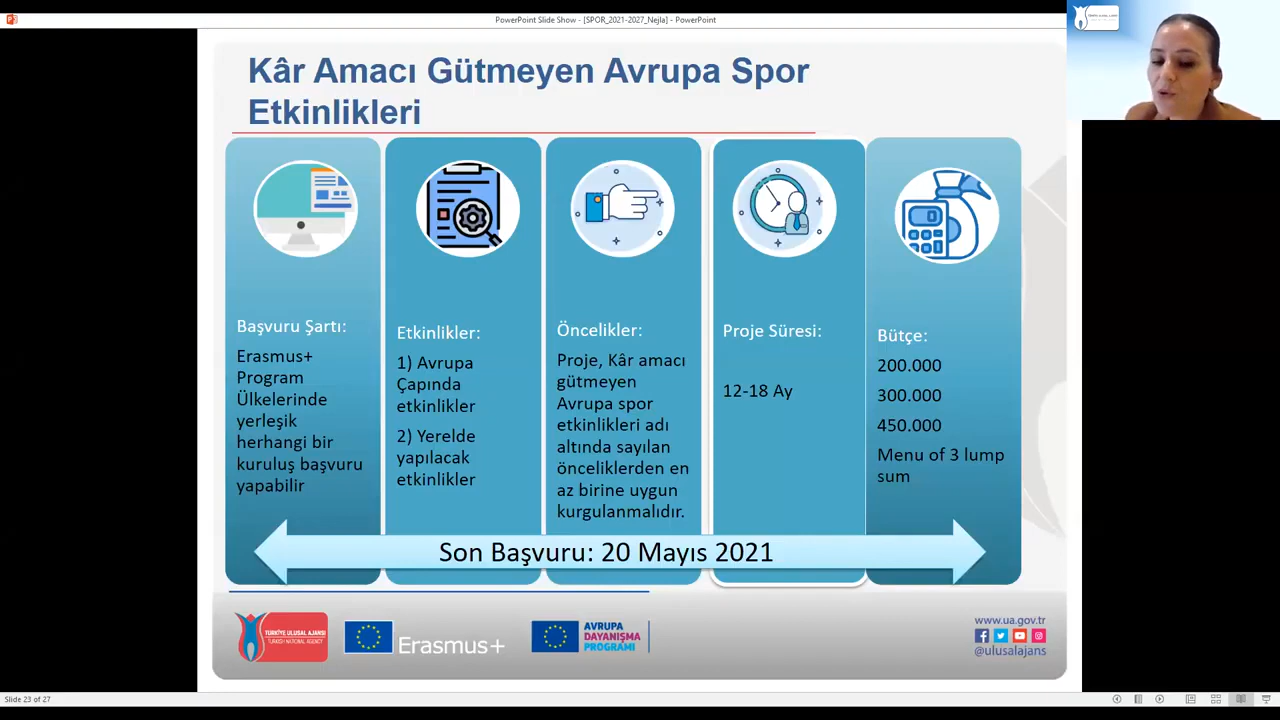 PowerPoint Slide Show - [SPOR_2021-2027_Nejla] - PowerPoint
Kâr Amacı Gütmeyen Avrupa Spor
Etkinlikleri
Başvuru Şartı:
Erasmus+
Program
Ülkelerinde
yerleşik
herhangi bir
kuruluş başvuru
yapabilir
Etkinlikler:
1) Avrupa
Çapında
etkinlikler
2) Yerelde
yapılacak
etkinlikler
Öncelikler:
Proje, Kâr amacı
gütmeyen
Avrupa spor
etkinlikleri adı
altında sayılan
önceliklerden en
az birine uygun
kurgulanmalıdır.
Proje Süresi:
12-18 Ay
Bütçe:
200.000
300.000
450.000
Menu of 3 lump
sum
Son Başvuru: 20 Mayıs 2021
TÜRKİYE ULUSAL AJANSI
TURKISH NATIONAL AGENCY
Erasmus+
AVRUPA
DAYANIŞMA
PROGRAMI
www.ua.gov.tr
@ulusalajans
Slide 23 of 27